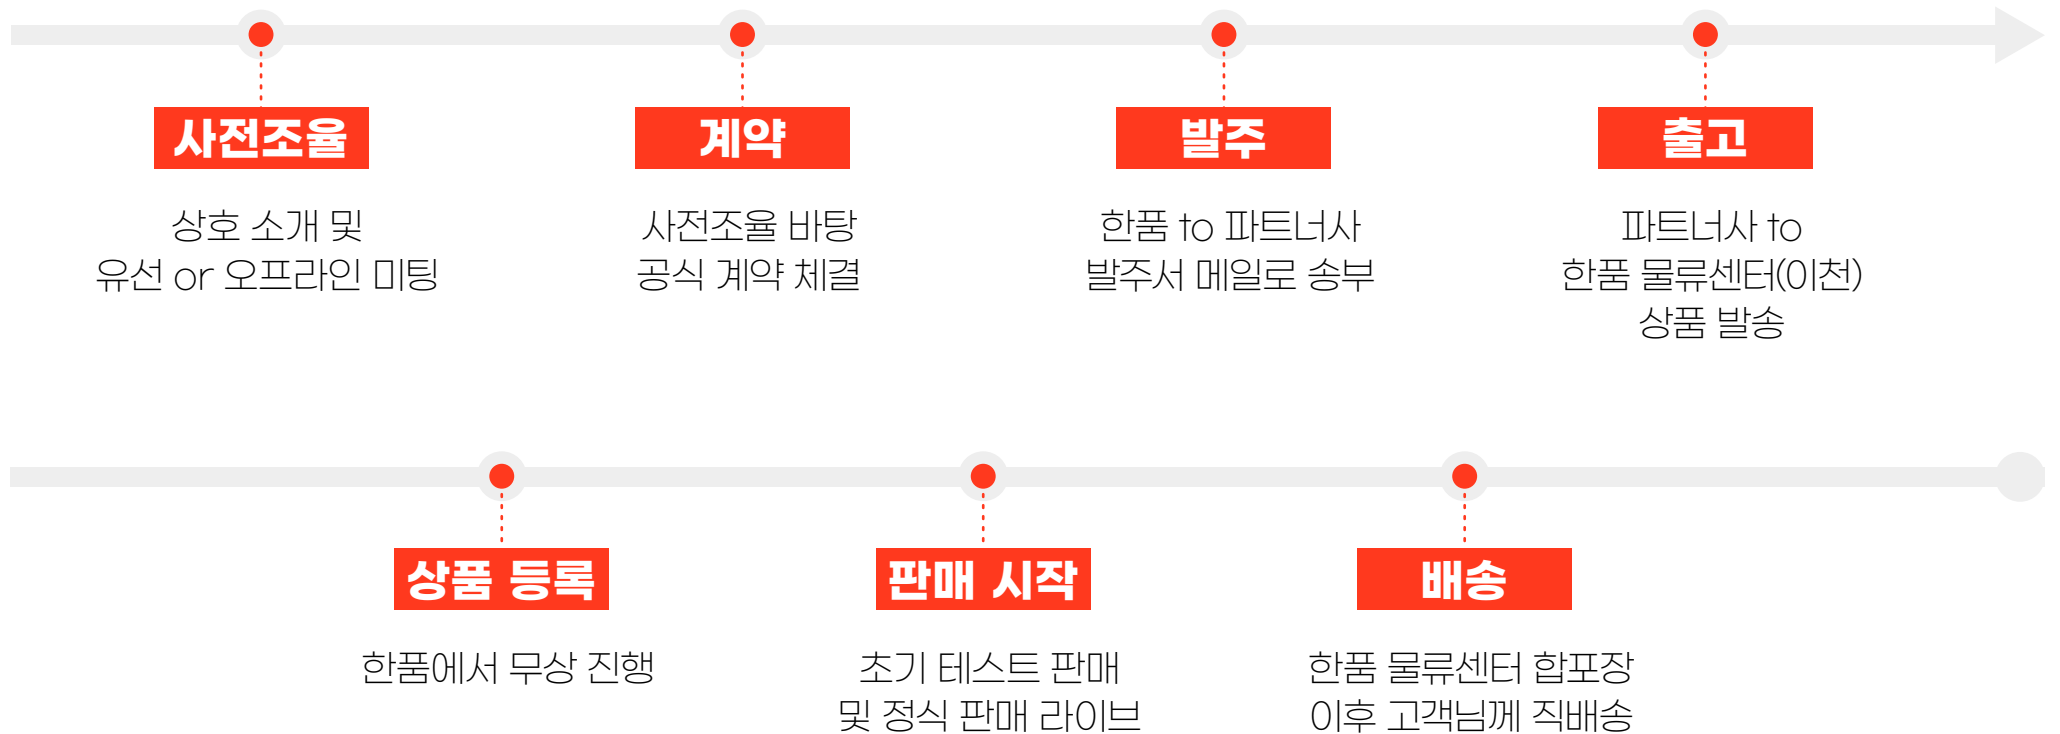 사전조율
상호 소개 및
유선 or 오프라인 미팅
계약
사전조율 바탕
공식 계약 체결
발주
한품 to 파트너사
발주서 메일로 송부
출고
파트너사 to
한품 물류센터(이천)
상품 발송
상품 등록
한품에서 무상 진행
판매 시작
초기 테스트 판매
및 정식 판매 라이브
배송
한품 물류센터 합포장
이후 고객님께 직배송